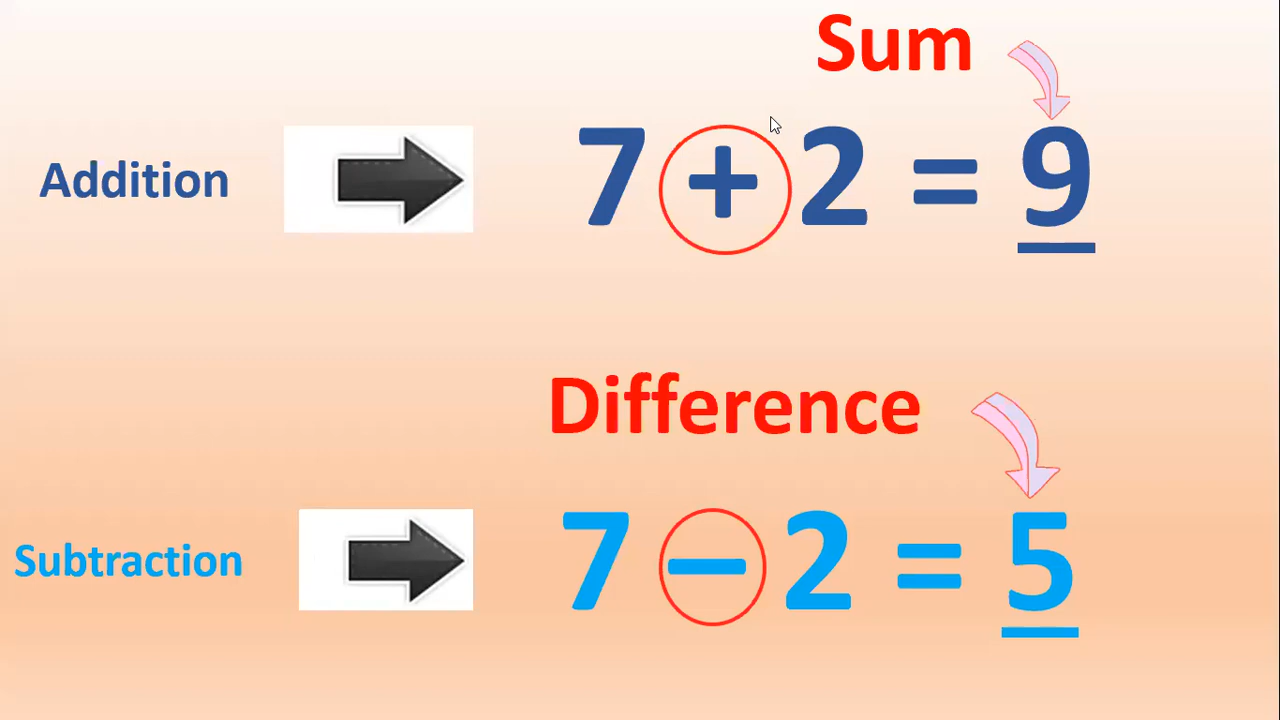 Sum
Addition 7 + 2 = 9
Difference
Subtraction 7 − 2 = 5